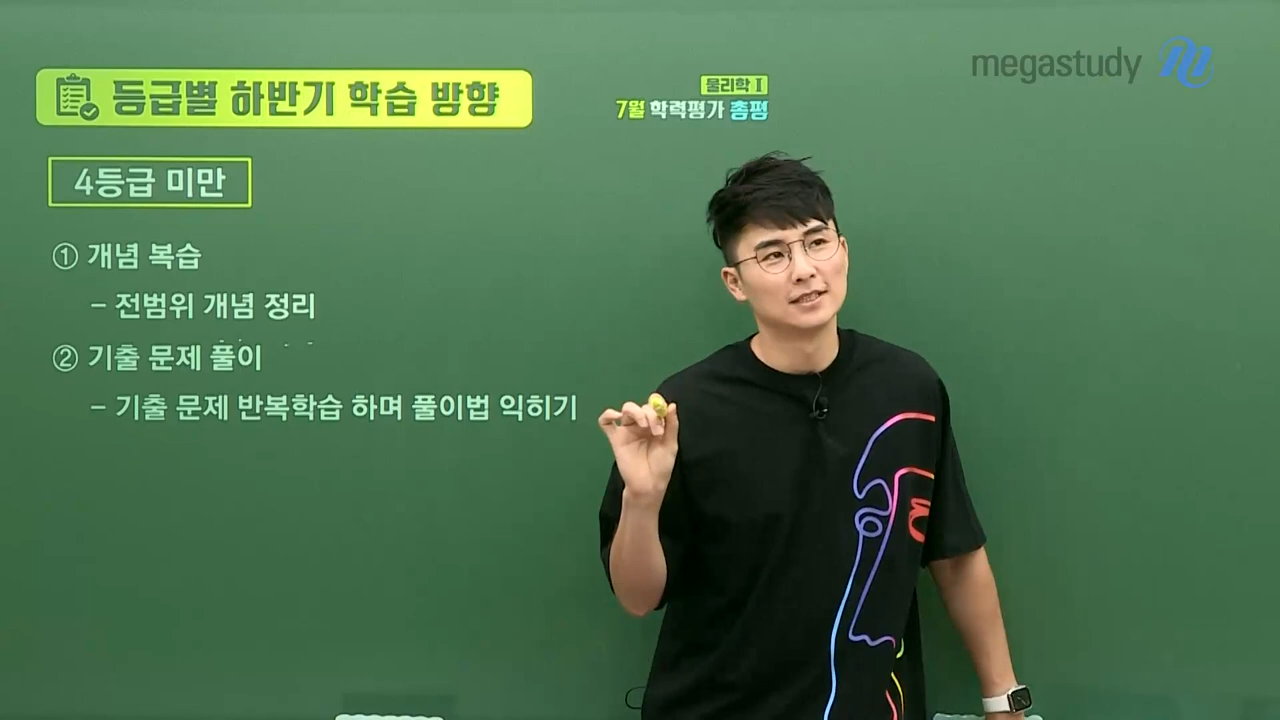 등급별 하반기 학습 방향
물리학 I
7월 학력평가 총평
megastudy
4등급 미만
① 개념 복습
– 전범위 개념 정리
② 기출 문제 풀이
– 기출 문제 반복학습 하며 풀이법 익히기